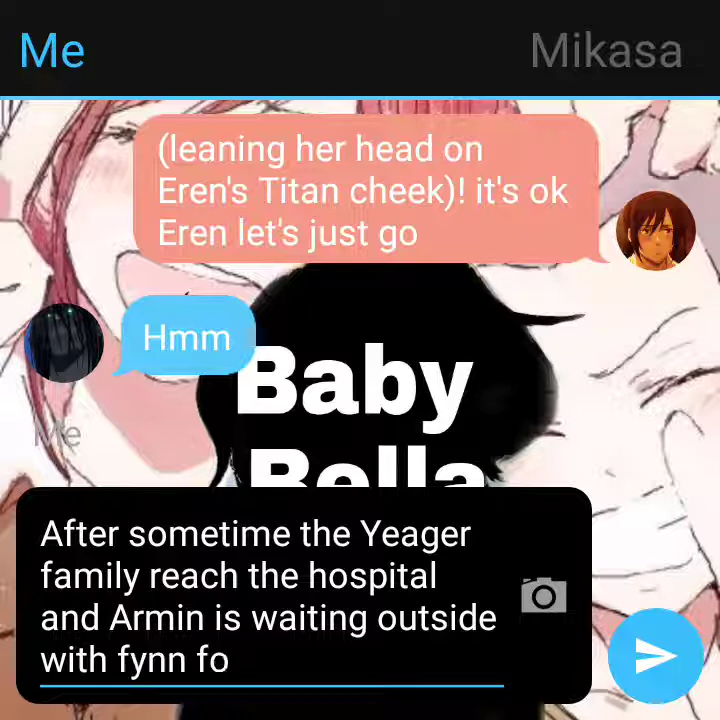 Me
Mikasa
(leaning her head on
Eren's Titan cheek)! it's ok
Eren let's just go
Hmm
Baby
Bella
Me
After sometime the Yeager
family reach the hospital
and Armin is waiting outside
with fynn fo